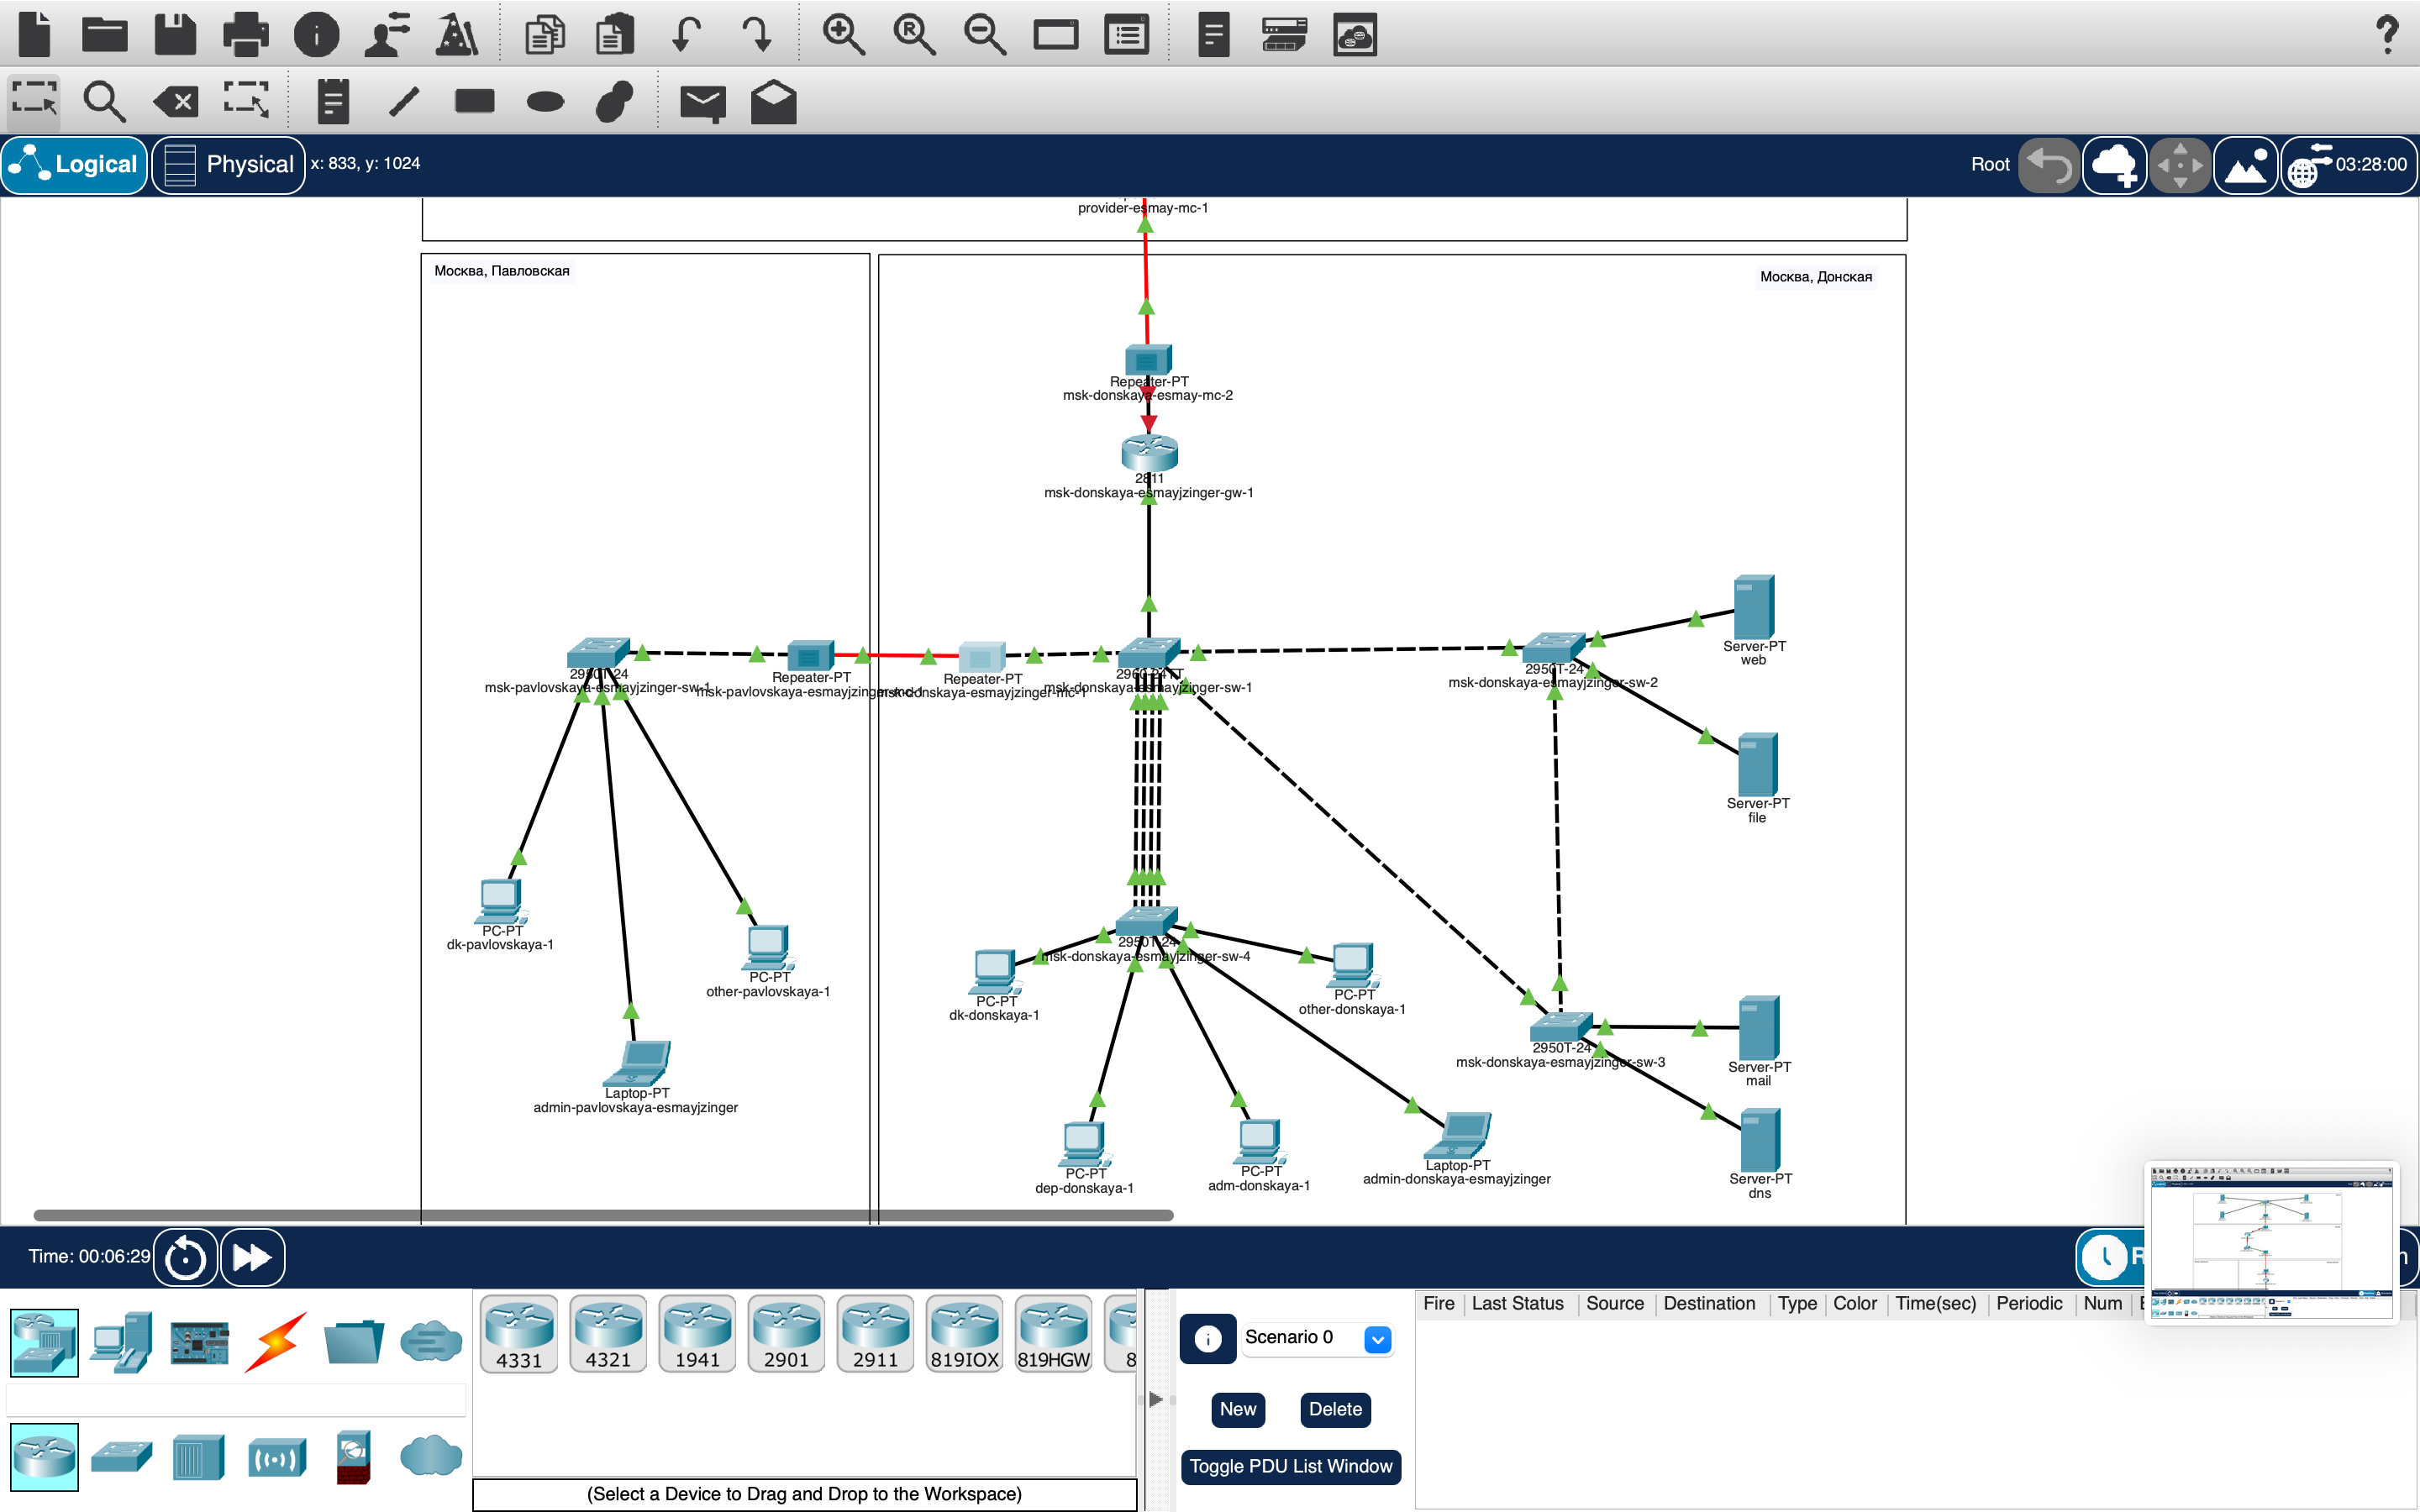 Logical
Physical
x: 833, y: 1024
Root
03:28:00
provider-esmay-mc-1
Москва, Павловская
Москва, Донская
Repeater-PT
msk-donskaya-esmay-mc-2
2811
msk-donskaya-esmayjzinger-gw-1
Server-PT
web
2950T-24
msk-pavlovskaya-esmayjzinger-sw-1
Repeater-PT
msk-pavlovskaya-esmayjzinger-mc-1
Repeater-PT
msk-donskaya-esmayjzinger-mc-1
2960-24TT
msk-donskaya-esmayjzinger-sw-1
2950T-24
msk-donskaya-esmayjzinger-sw-2
Server-PT
file
PC-PT
dk-pavlovskaya-1
PC-PT
other-pavlovskaya-1
2950T-24
msk-donskaya-esmayjzinger-sw-4
PC-PT
dk-donskaya-1
PC-PT
other-donskaya-1
2950T-24
msk-donskaya-esmayjzinger-sw-3
Server-PT
mail
Laptop-PT
admin-pavlovskaya-esmayjzinger
PC-PT
dep-donskaya-1
PC-PT
adm-donskaya-1
Laptop-PT
admin-donskaya-esmayjzinger
Server-PT
dns
Time: 00:06:29
4331
4321
1941
2901
2911
819IOX
819HGW
Scenario 0
New
Delete
Toggle PDU List Window
Fire Last Status Source Destination Type Color Time(sec) Periodic Num
(Select a Device to Drag and Drop to the Workspace)